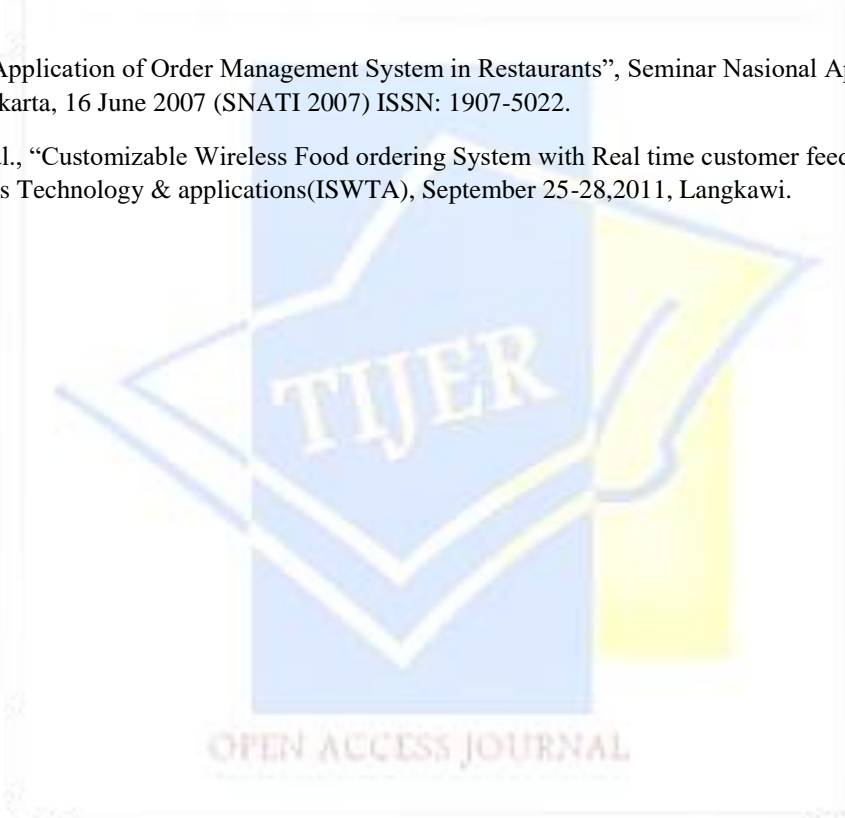 Application of Order Management System in Restaurants”, Seminar Nasional Ap
karta, 16 June 2007 (SNATI 2007) ISSN: 1907-5022.
al., “Customizable Wireless Food ordering System with Real time customer feed
s Technology & applications(ISWTA), September 25-28,2011, Langkawi.
TIJER
OPEN ACCESS JOURNAL